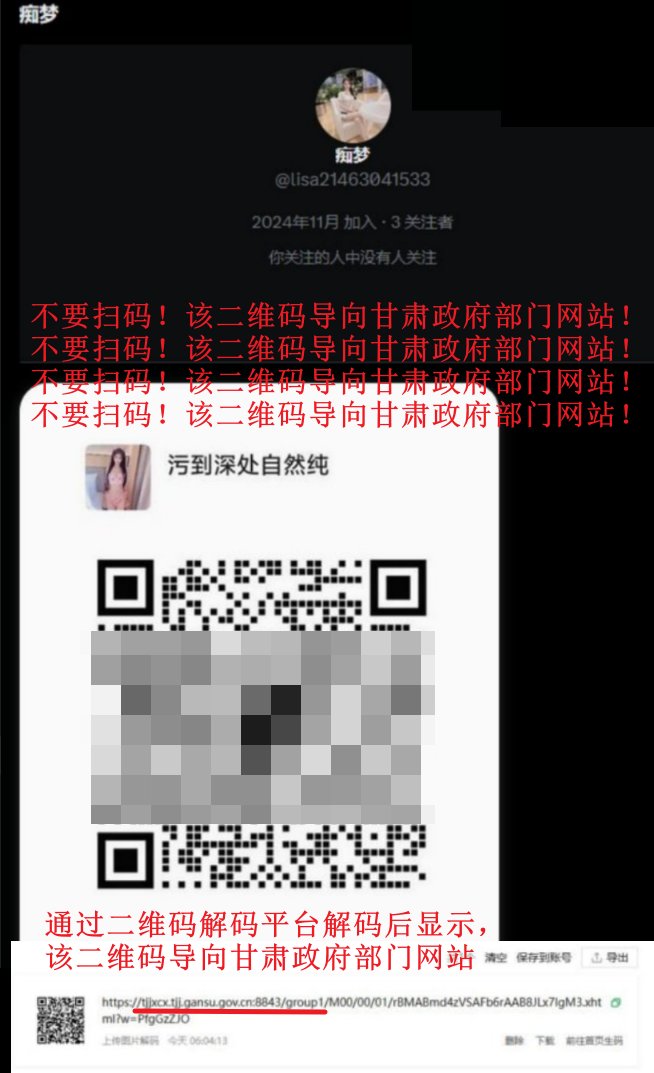 痴梦
痴梦
@lisa21463041533
2024年11月 加入 · 3 关注者
你关注的人中没有人关注
不要扫码！该二维码导向甘肃政府部门网站！
不要扫码！该二维码导向甘肃政府部门网站！
不要扫码！该二维码导向甘肃政府部门网站！
不要扫码！该二维码导向甘肃政府部门网站！
污到深处自然纯
通过二维码解码平台解码后显示，
该二维码导向甘肃政府部门网站
清空 保存到账号 导出
https://tjjxcx.tjj.gansu.gov.cn:8843/group1/M00/00/01/rBMABmd4zVSAFb6rAAB8JLx7IgM3.xht
ml?w=PfgGzZJO
上传图片解码 今天 06:04:13
删除 下载 前往首页生码